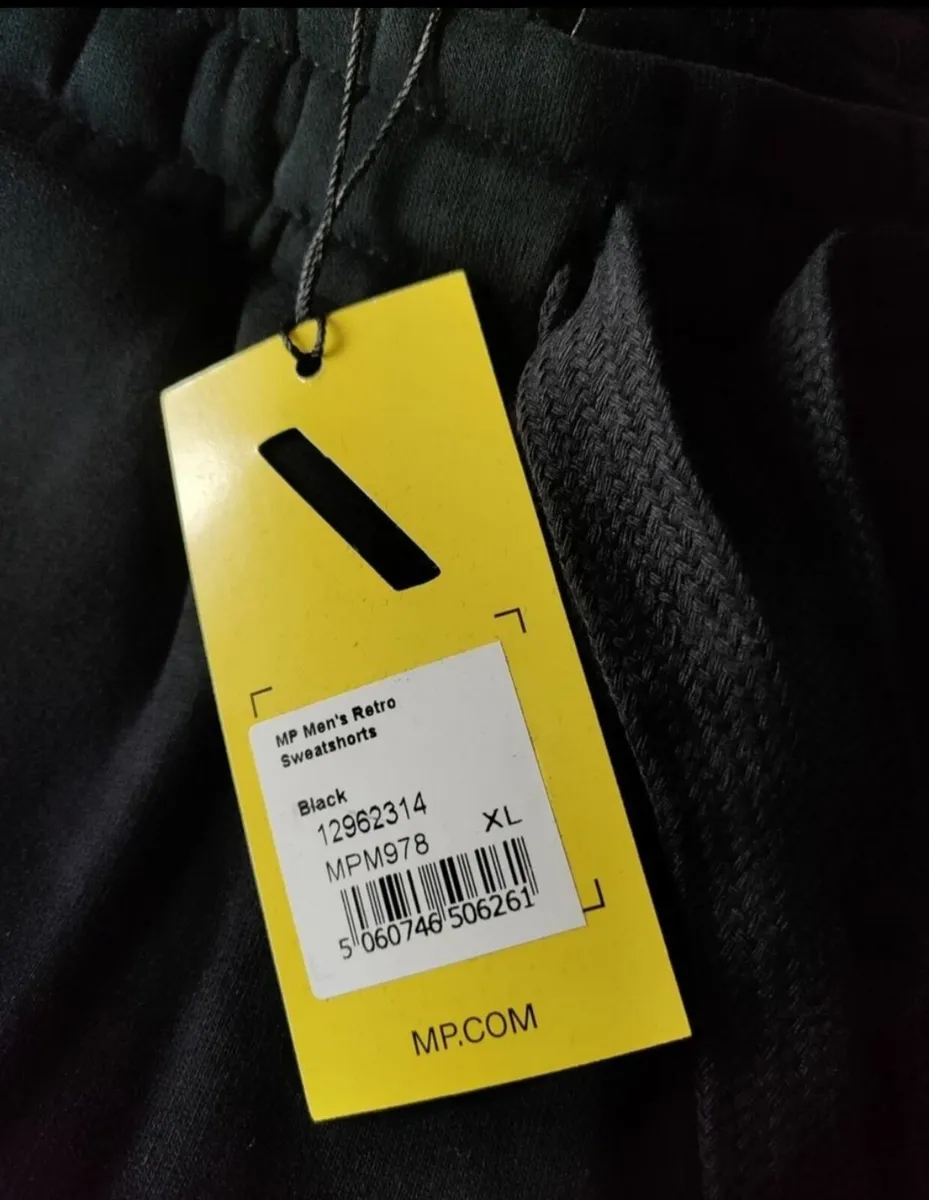 MP Men's Retro
Sweatshorts
Black
12962314
MPM978
XL
5 060746 506261
MP.COM